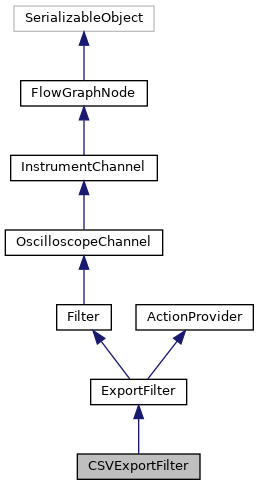 SerializableObject
FlowGraphNode
InstrumentChannel
OscilloscopeChannel
Filter
ActionProvider
ExportFilter
CSVExportFilter